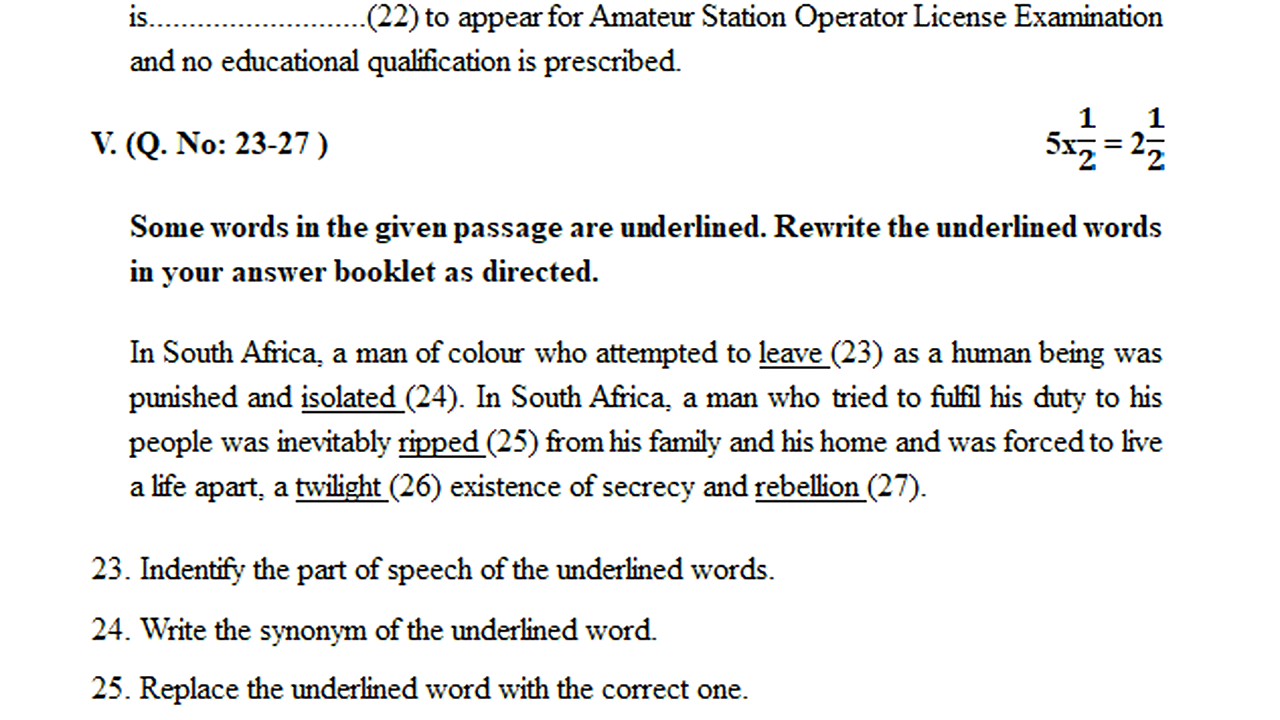 is...........................(22) to appear for Amateur Station Operator License Examination
and no educational qualification is prescribed.
V. (Q. No: 23-27 ) 5x1/2 = 2 1/2
Some words in the given passage are underlined. Rewrite the underlined words
in your answer booklet as directed.
In South Africa, a man of colour who attempted to leave (23) as a human being was
punished and isolated (24). In South Africa, a man who tried to fulfil his duty to his
people was inevitably ripped (25) from his family and his home and was forced to live
a life apart, a twilight (26) existence of secrecy and rebellion (27).
23. Indentify the part of speech of the underlined words.
24. Write the synonym of the underlined word.
25. Replace the underlined word with the correct one.